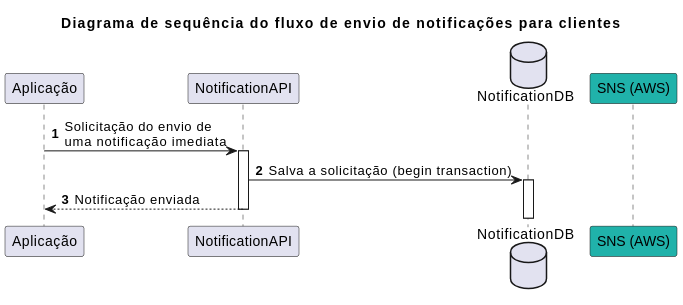 Diagrama de sequência do fluxo de envio de notificações para clientes
Aplicação
NotificationAPI
NotificationDB
SNS (AWS)
1 Solicitação do envio de
uma notificação imediata
2 Salva a solicitação (begin transaction)
3 Notificação enviada
Aplicação
NotificationAPI
NotificationDB
SNS (AWS)